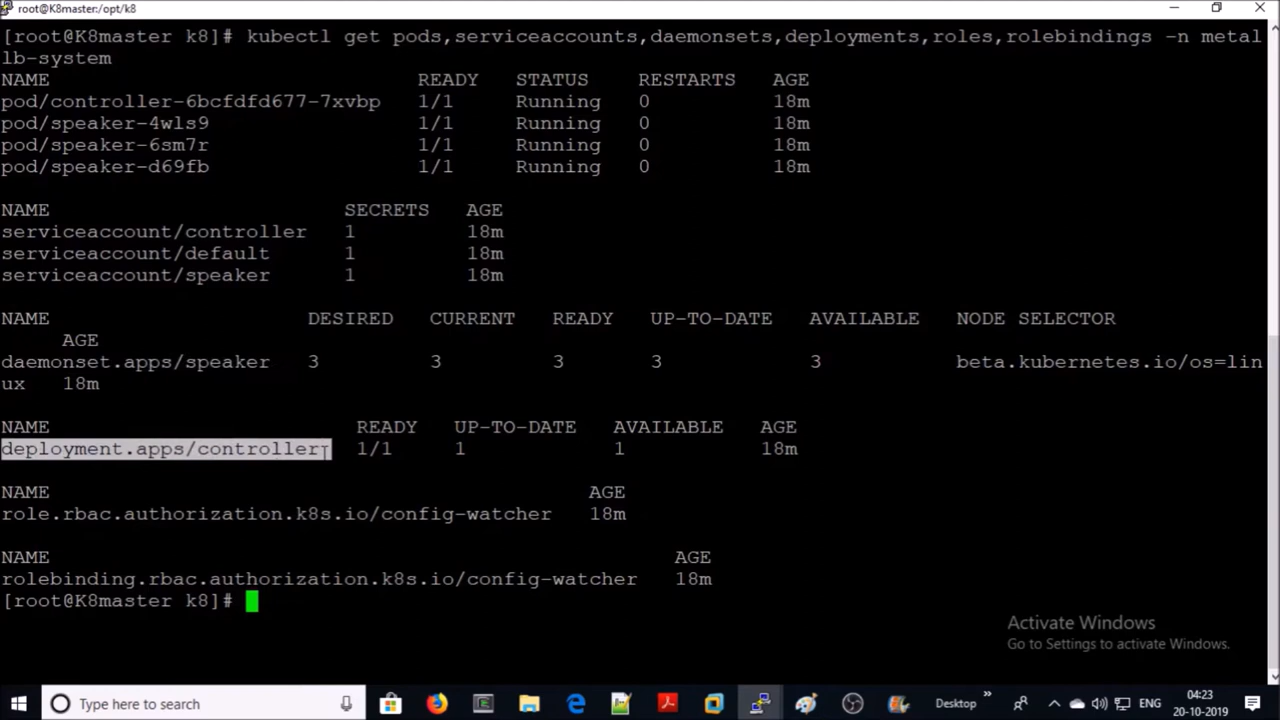 root@K8master:/opt/k8
[root@K8master k8]# kubectl get pods,serviceaccounts,daemonsets,deployments,roles,rolebindings -n metal
lb-system
NAME READY STATUS RESTARTS AGE
pod/controller-6bcfdfd677-7xvbp 1/1 Running 0 18m
pod/speaker-4wls9 1/1 Running 0 18m
pod/speaker-6sm7r 1/1 Running 0 18m
pod/speaker-d69fb 1/1 Running 0 18m
NAME SECRETS AGE
serviceaccount/controller 1 18m
serviceaccount/default 1 18m
serviceaccount/speaker 1 18m
NAME DESIRED CURRENT READY UP-TO-DATE AVAILABLE NODE SELECTOR
AGE
daemonset.apps/speaker 3 3 3 3 3 beta.kubernetes.io/os=lin
ux 18m
NAME READY UP-TO-DATE AVAILABLE AGE
deployment.apps/controller 1/1 1 1 18m
NAME AGE
role.rbac.authorization.k8s.io/config-watcher 18m
NAME AGE
rolebinding.rbac.authorization.k8s.io/config-watcher 18m
[root@K8master k8]#
Activate Windows
Go to Settings to activate Windows.
Type here to search
Desktop
ENG
04:23
20-10-2019